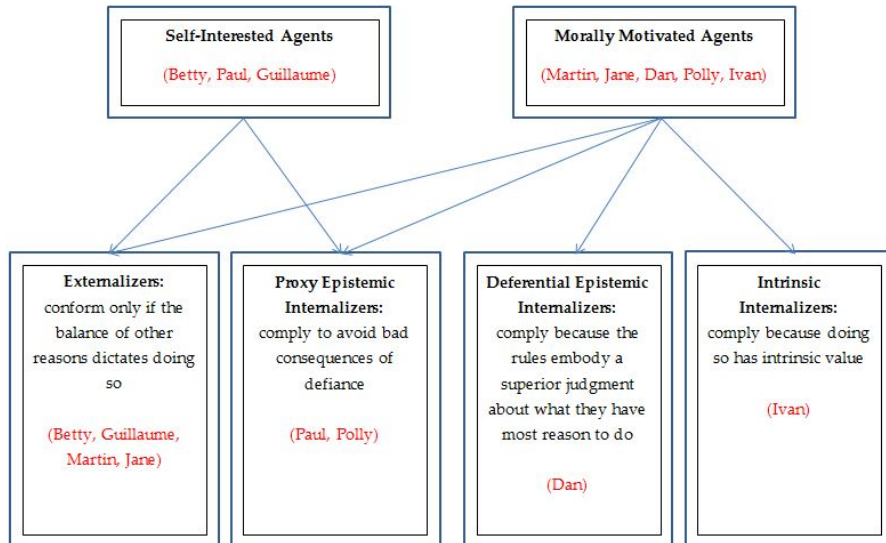 Self-Interested Agents
(Betty, Paul, Guillaume)
Morally Motivated Agents
(Martin, Jane, Dan, Polly, Ivan)
Externalizers:
conform only if the
balance of other
reasons dictates doing
so
(Betty, Guillaume,
Martin, Jane)
Proxy Epistemic
Internalizers:
comply to avoid bad
consequences of
defiance
(Paul, Polly)
Deferential Epistemic
Internalizers:
comply because the
rules embody a
superior judgment
about what they have
most reason to do
(Dan)
Intrinsic
Internalizers:
comply because doing
so has intrinsic value
(Ivan)